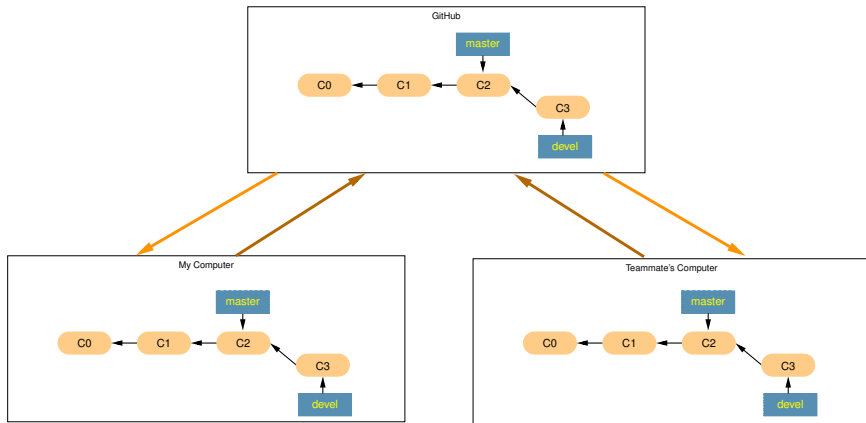 GitHub
master
C0 C1 C2
C3
devel
My Computer
master
C0 C1 C2
C3
devel
Teammate's Computer
master
C0 C1 C2
C3
devel